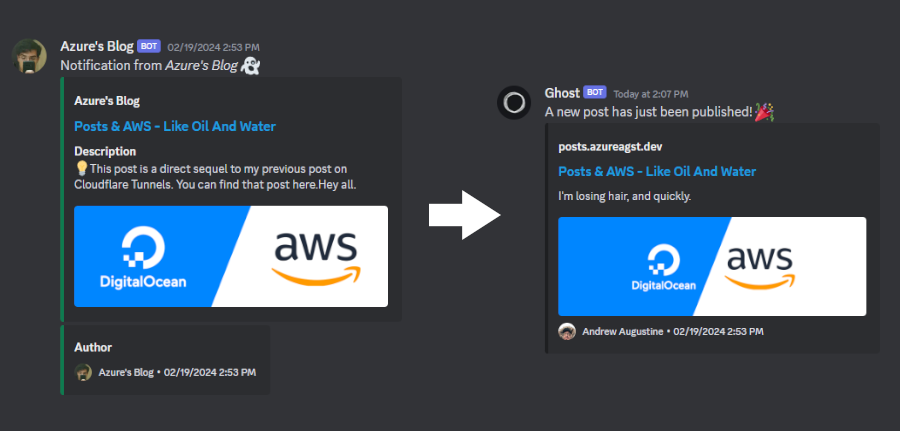 Azure's Blog BOT 02/19/2024 2:53 PM
Notification from Azure's Blog 👻
Azure's Blog
Posts & AWS - Like Oil And Water
Description
💡This post is a direct sequel to my previous post on
Cloudflare Tunnels. You can find that post here.Hey all.
DigitalOcean
aws
Author
Azure's Blog • 02/19/2024 2:53 PM
Ghost BOT Today at 2:07 PM
A new post has just been published! 🎉
posts.azureagst.dev
Posts & AWS - Like Oil And Water
I'm losing hair, and quickly.
DigitalOcean
aws
Andrew Augustine • 02/19/2024 2:53 PM